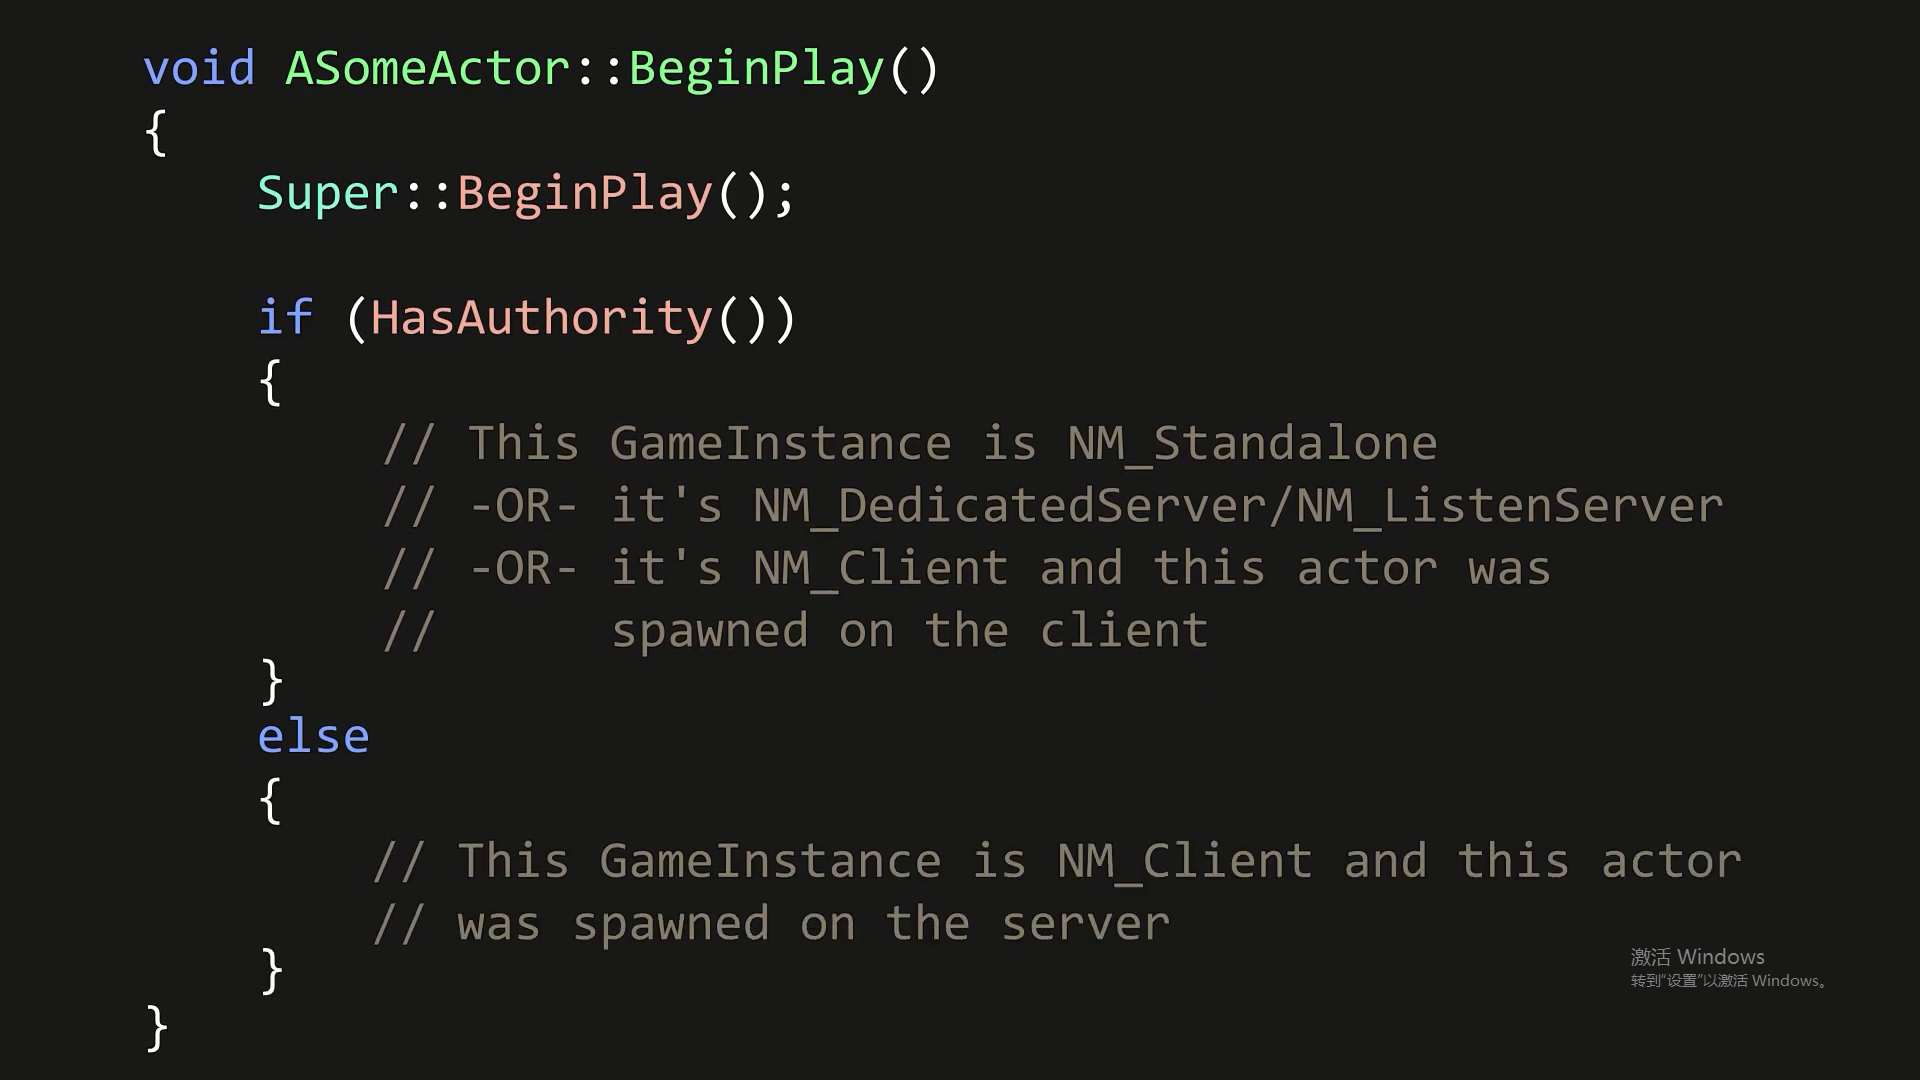 void ASomeActor::BeginPlay()
{
    Super::BeginPlay();

    if (HasAuthority())
    {
        // This GameInstance is NM_Standalone
        // -OR- it's NM_DedicatedServer/NM_ListenServer
        // -OR- it's NM_Client and this actor was
        //      spawned on the client
    }
    else
    {
        // This GameInstance is NM_Client and this actor
        // was spawned on the server
    }
}
激活 Windows
转到"设置"以激活 Windows。